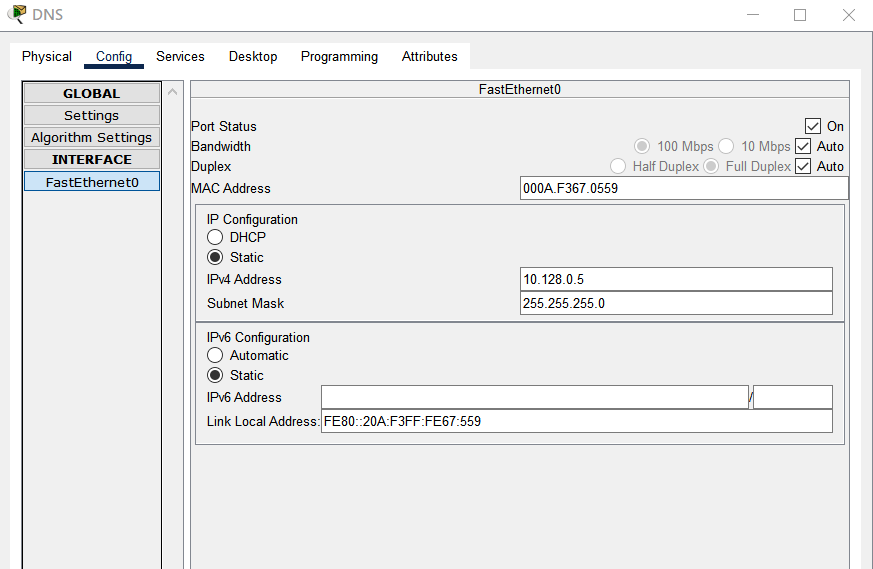 DNS
Physical Config Services Desktop Programming Attributes
GLOBAL
Settings
Algorithm Settings
INTERFACE
FastEthernet0
FastEthernet0
Port Status On
Bandwidth 100 Mbps 10 Mbps Auto
Duplex Half Duplex Full Duplex Auto
MAC Address 000A.F367.0559
IP Configuration
DHCP
Static
IPv4 Address 10.128.0.5
Subnet Mask 255.255.255.0
IPv6 Configuration
Automatic
Static
IPv6 Address /
Link Local Address: FE80::20A:F3FF:FE67:559